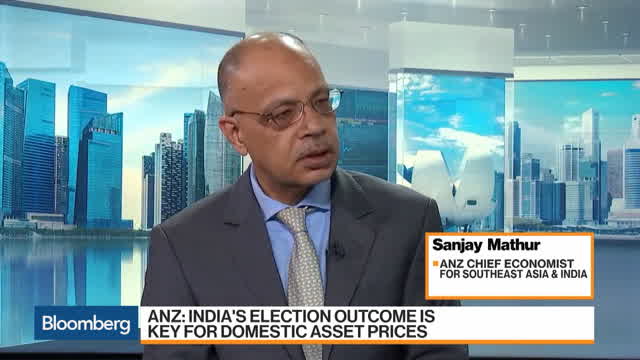 Sanjay Mathur
ANZ CHIEF ECONOMIST
FOR SOUTHEAST ASIA & INDIA
Bloomberg
ANZ: INDIA'S ELECTION OUTCOME IS
KEY FOR DOMESTIC ASSET PRICES